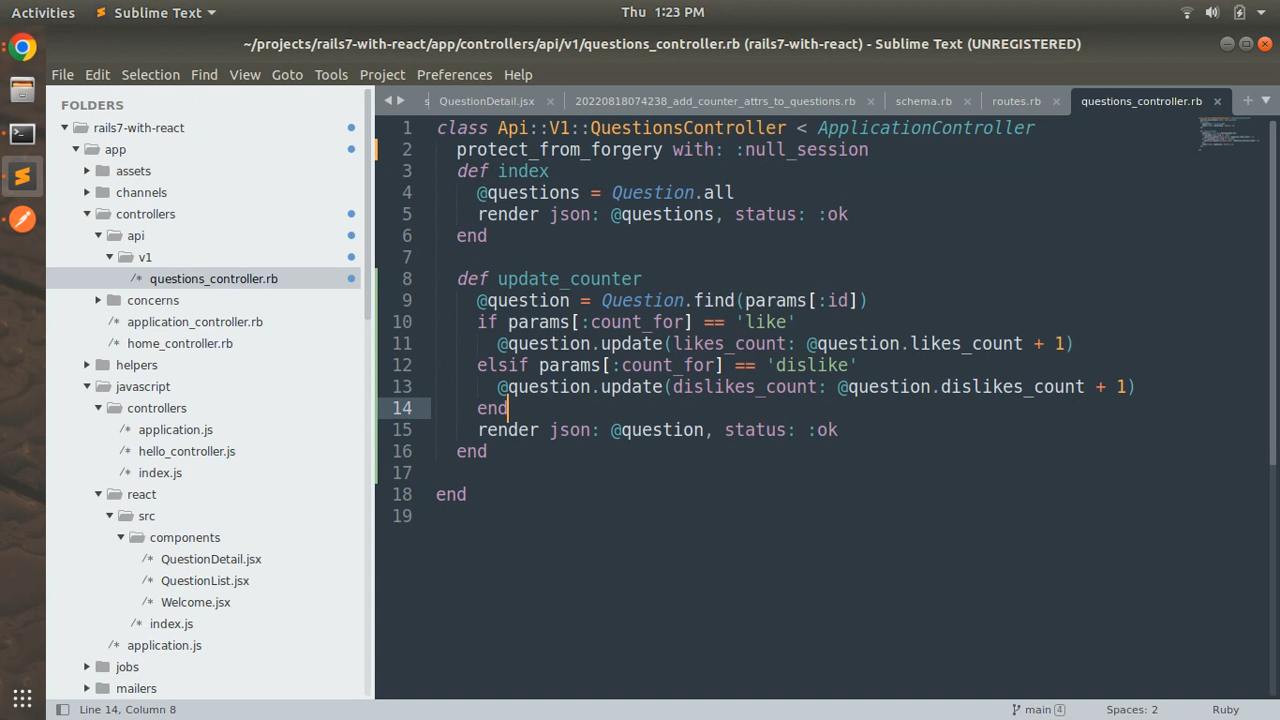 Activities
Sublime Text
Thu 1:23 PM
~/projects/rails7-with-react/app/controllers/api/v1/questions_controller.rb (rails7-with-react) - Sublime Text (UNREGISTERED)
File Edit Selection Find View Goto Tools Project Preferences Help
s QuestionDetail.jsx × 20220818074238_add_counter_attrs_to_questions.rb × schema.rb × routes.rb × questions_controller.rb ×
FOLDERS
rails7-with-react
app
assets
channels
controllers
api
v1
/* questions_controller.rb
concerns
/* application_controller.rb
/* home_controller.rb
helpers
javascript
controllers
/* application.js
/* hello_controller.js
/* index.js
react
src
components
/* QuestionDetail.jsx
/* QuestionList.jsx
/* Welcome.jsx
/* index.js
/* application.js
jobs
mailers
1 class Api::V1::QuestionsController < ApplicationController
2 protect_from_forgery with: :null_session
3 def index
4 @questions = Question.all
5 render json: @questions, status: :ok
6 end
7
8 def update_counter
9 @question = Question.find(params[:id])
10 if params[:count_for] == 'like'
11 @question.update(likes_count: @question.likes_count + 1)
12 elsif params[:count_for] == 'dislike'
13 @question.update(dislikes_count: @question.dislikes_count + 1)
14 end
15 render json: @question, status: :ok
16 end
17
18 end
19
Line 14, Column 8
main 4
Spaces: 2
Ruby